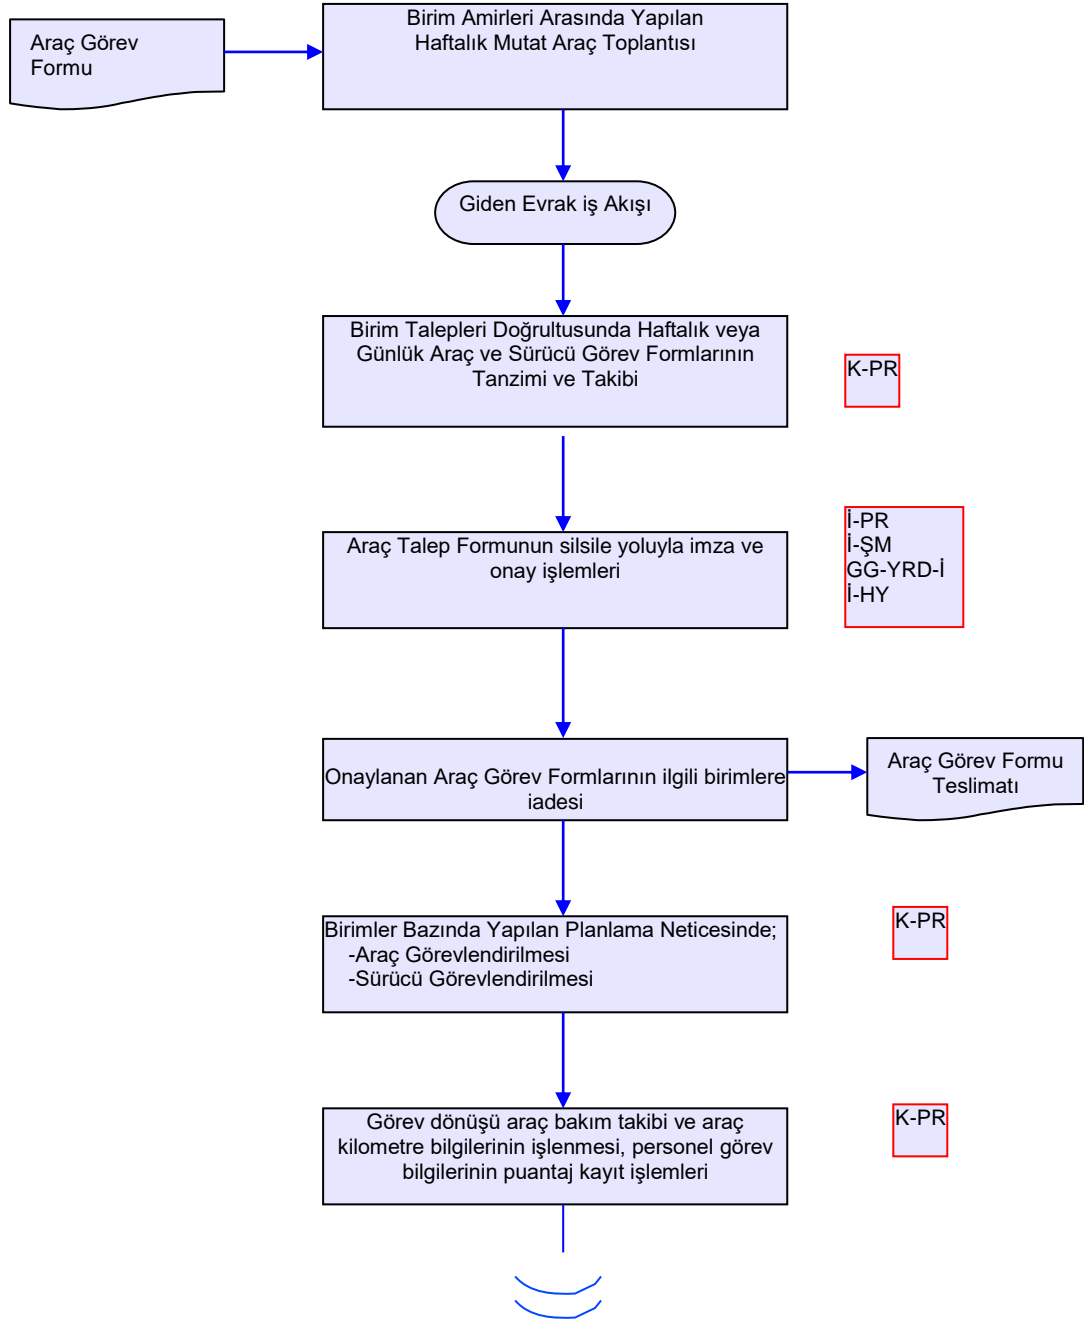 Birim Amirleri Arasında Yapılan
Haftalık Mutat Araç Toplantısı
Araç Görev
Formu
Giden Evrak iş Akışı
Birim Talepleri Doğrultusunda Haftalık veya
Günlük Araç ve Sürücü Görev Formlarının
Tanzimi ve Takibi
K-PR
Araç Talep Formunun silsile yoluyla imza ve
onay işlemleri
İ-PR
İ-ŞM
GG-YRD-İ
İ-HY
Onaylanan Araç Görev Formlarının ilgili birimlere
iadesi
Araç Görev Formu
Teslimatı
Birimler Bazında Yapılan Planlama Neticesinde;
-Araç Görevlendirilmesi
-Sürücü Görevlendirilmesi
K-PR
Görev dönüşü araç bakım takibi ve araç
kilometre bilgilerinin işlenmesi, personel görev
bilgilerinin puantaj kayıt işlemleri
K-PR